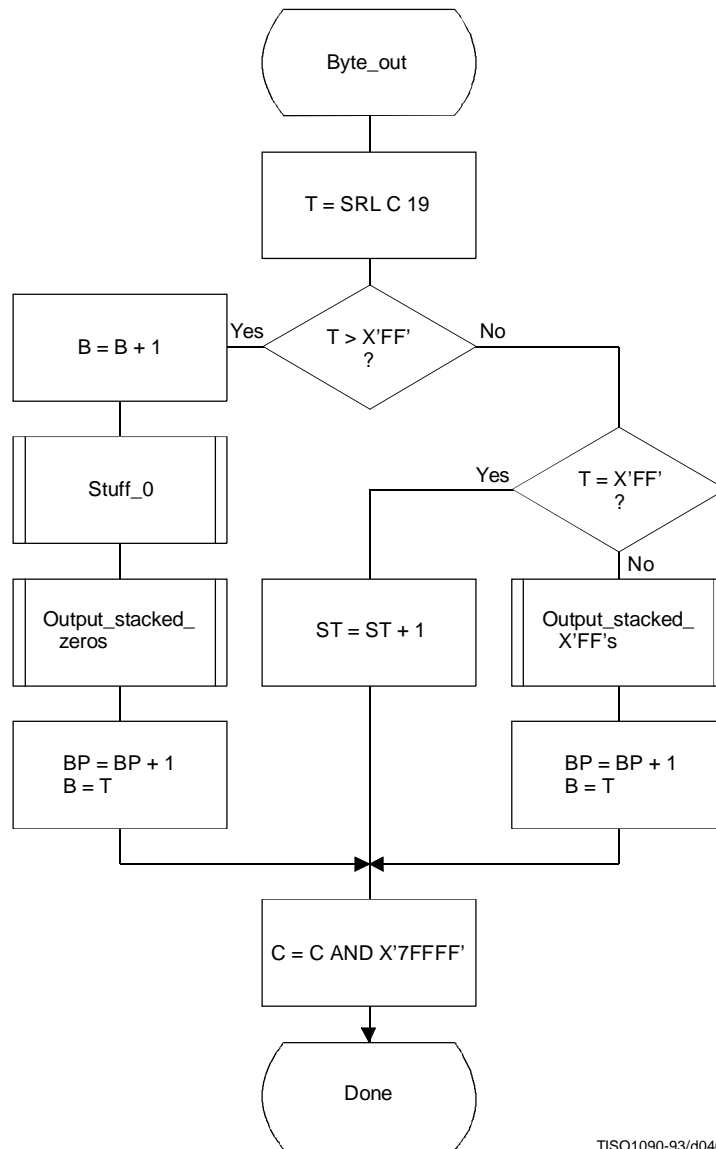 Byte_out
T = SRL C 19
T > X'FF'
?
Yes
No
B = B + 1
Stuff_0
Output_stacked_
zeros
BP = BP + 1
B = T
T = X'FF'
?
Yes
No
ST = ST + 1
Output_stacked_
X'FF's
BP = BP + 1
B = T
C = C AND X'7FFFF'
Done